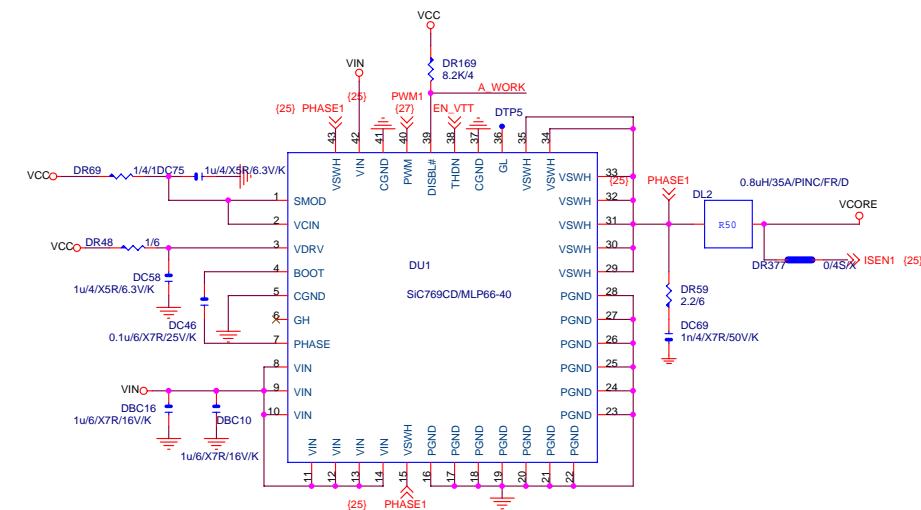 VCC
VIN
DR169
8.2K/4
A_WORK
{25} PHASE1
{25}
PWM1
{27}
EN_VTT
DTP5
43
42
41
40
39
38
37
36
35
34
VSWH
VIN
CGND
PWM
DISBL#
THDN
CGND
GL
VSWH
VSWH
VCC
DR69
1/4/1
DC75
1u/4/X5R/6.3V/K
1 SMOD
2 VCIN
VCC
DR48
1/6
3 VDRV
4 BOOT
5 CGND
6 GH
7 PHASE
8 VIN
9 VIN
10 VIN
DC58
1u/4/X5R/6.3V/K
DC46
0.1u/6/X7R/25V/K
VIN
DBC16
1u/6/X7R/16V/K
DBC10
1u/6/X7R/16V/K
DU1
SiC769CD/MLP66-40
VSWH 33
VSWH 32
VSWH 31
VSWH 30
VSWH 29
PGND 28
PGND 27
PGND 26
PGND 25
PGND 24
PGND 23
{25}
PHASE1
DL2
0.8uH/35A/PINC/FR/D
R50
VCORE
DR377
0/4S/X
ISEN1 {25}
DR59
2.2/6
DC69
1n/4/X7R/50V/K
VIN
VIN
VIN
VIN
VSWH
PGND
PGND
PGND
PGND
PGND
PGND
PGND
11
12
13
14
15
16
17
18
19
20
21
22
{25} PHASE1